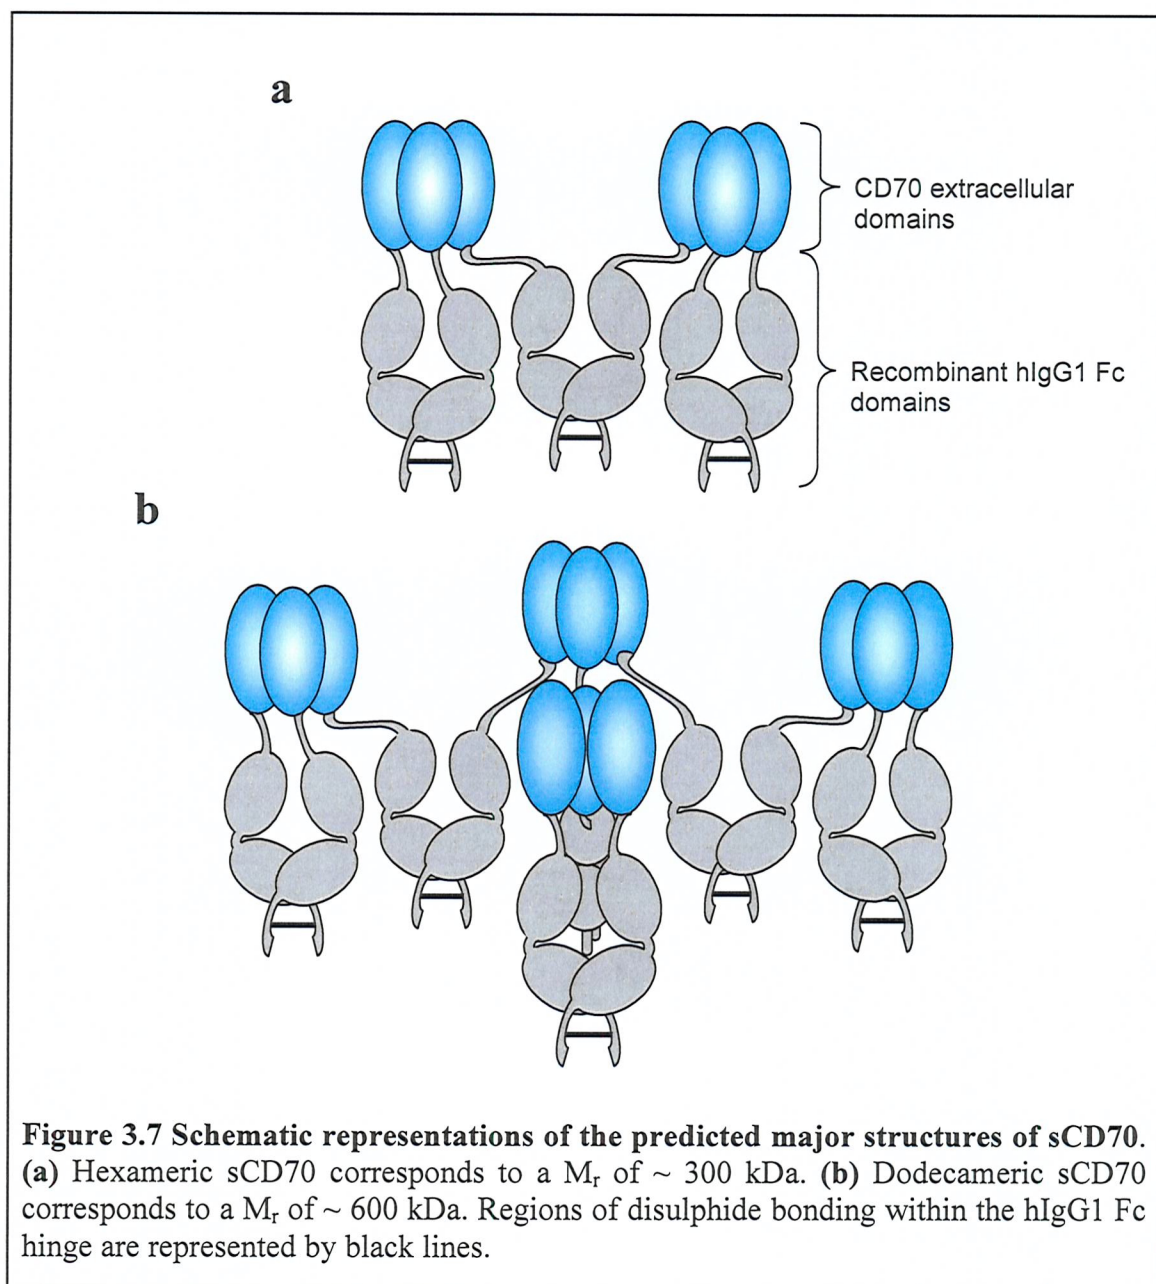 a
CD70 extracellular
domains
Recombinant hIgG1 Fc
domains
b
Figure 3.7 Schematic representations of the predicted major structures of sCD70.
(a) Hexameric sCD70 corresponds to a Mr of ~ 300 kDa. (b) Dodecameric sCD70
corresponds to a Mr of ~ 600 kDa. Regions of disulphide bonding within the hIgG1 Fc
hinge are represented by black lines.